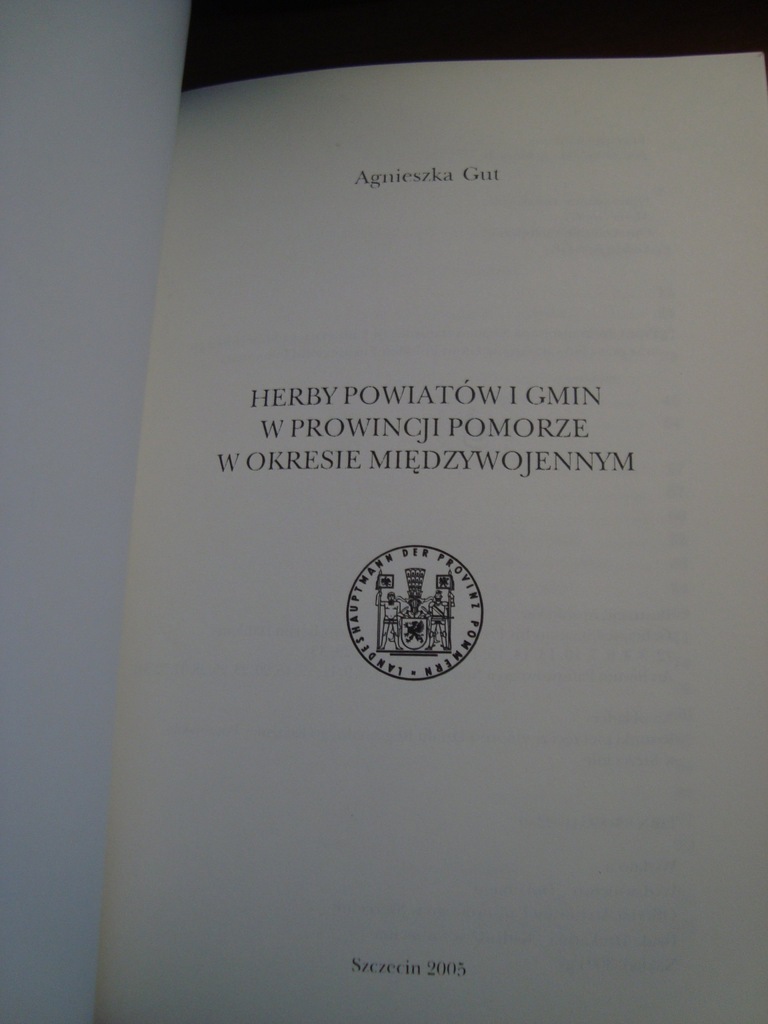 Agnieszka Gut
HERBY POWIATÓW I GMIN
W PROWINCJI POMORZE
W OKRESIE MIĘDZYWOJENNYM
LANDESHAUPTMANN DER PROVINZ POMMERN
Szczecin 2005